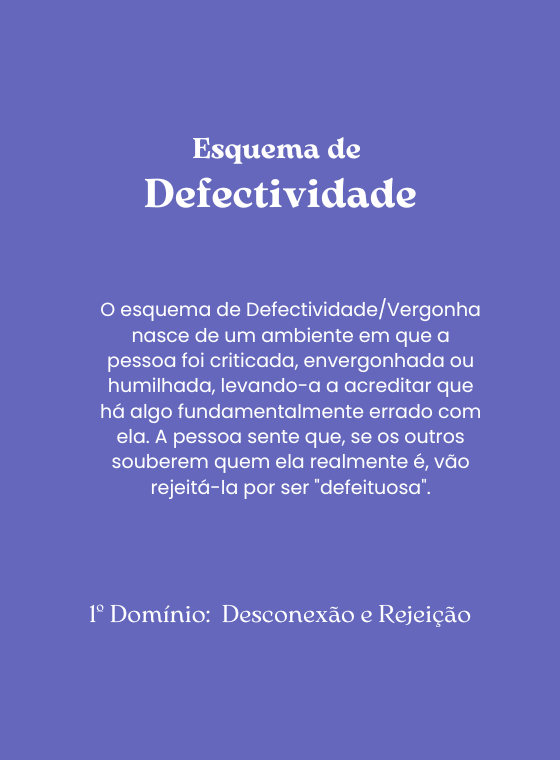 Esquema de
Defectividade
O esquema de Defectividade/Vergonha
nasce de um ambiente em que a
pessoa foi criticada, envergonhada ou
humilhada, levando-a a acreditar que
há algo fundamentalmente errado com
ela. A pessoa sente que, se os outros
souberem quem ela realmente é, vão
rejeitá-la por ser "defeituosa".
1º Domínio: Desconexão e Rejeição